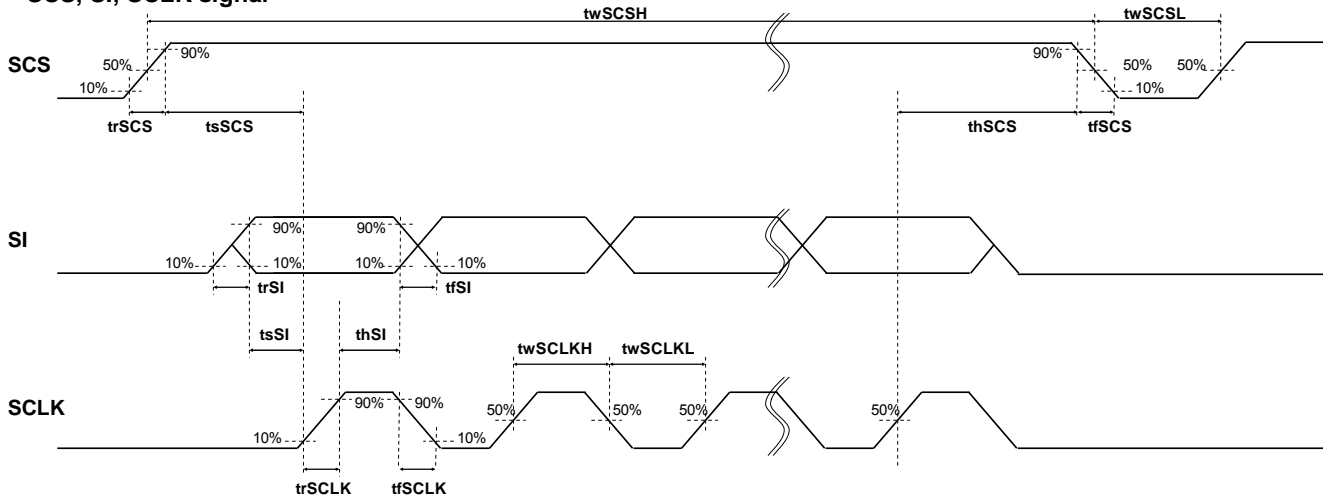 SCS, SI, SCLK signal
twSCSH twSCSL
SCS
90% 90%
50% 50% 50%
10% 10%
trSCS tsSCS thSCS tfSCS
SI
90% 90%
10% 10% 10% 10%
trSI tfSI
tsSI thSI
twSCLKH twSCLKL
SCLK
90% 90% 50% 50% 50% 50%
10% 10%
trSCLK tfSCLK